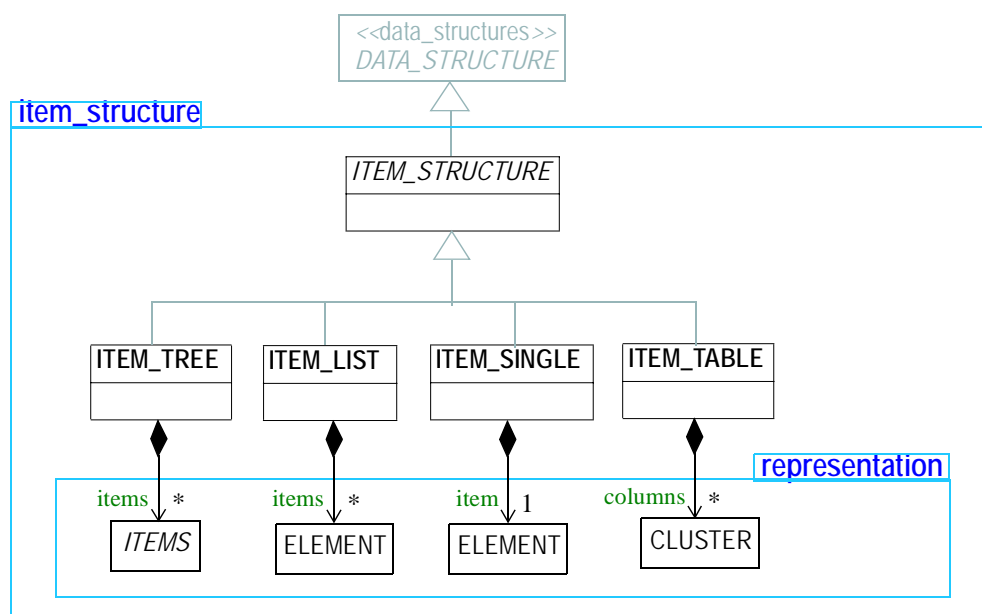 <<data_structures>>
DATA_STRUCTURE
item_structure
ITEM_STRUCTURE
ITEM_TREE
ITEM_LIST
ITEM_SINGLE
ITEM_TABLE
representation
items * items * item 1 columns *
ITEMS ELEMENT ELEMENT CLUSTER